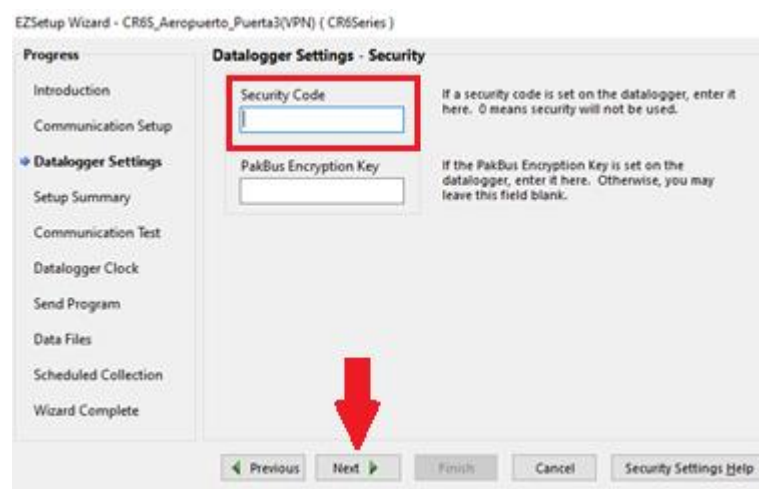 EZSetup Wizard - CR6S_Aeropuerto_Puerta3(VPN) ( CR6Series )
Progress
Introduction
Communication Setup
Datalogger Settings
Setup Summary
Communication Test
Datalogger Clock
Send Program
Data Files
Scheduled Collection
Wizard Complete
Datalogger Settings - Security
Security Code
If a security code is set on the datalogger, enter it
here. 0 means security will not be used.
PakBus Encryption Key
If the PakBus Encryption Key is set on the
datalogger, enter it here. Otherwise, you may
leave this field blank.
Previous
Next
Finish
Cancel
Security Settings Help